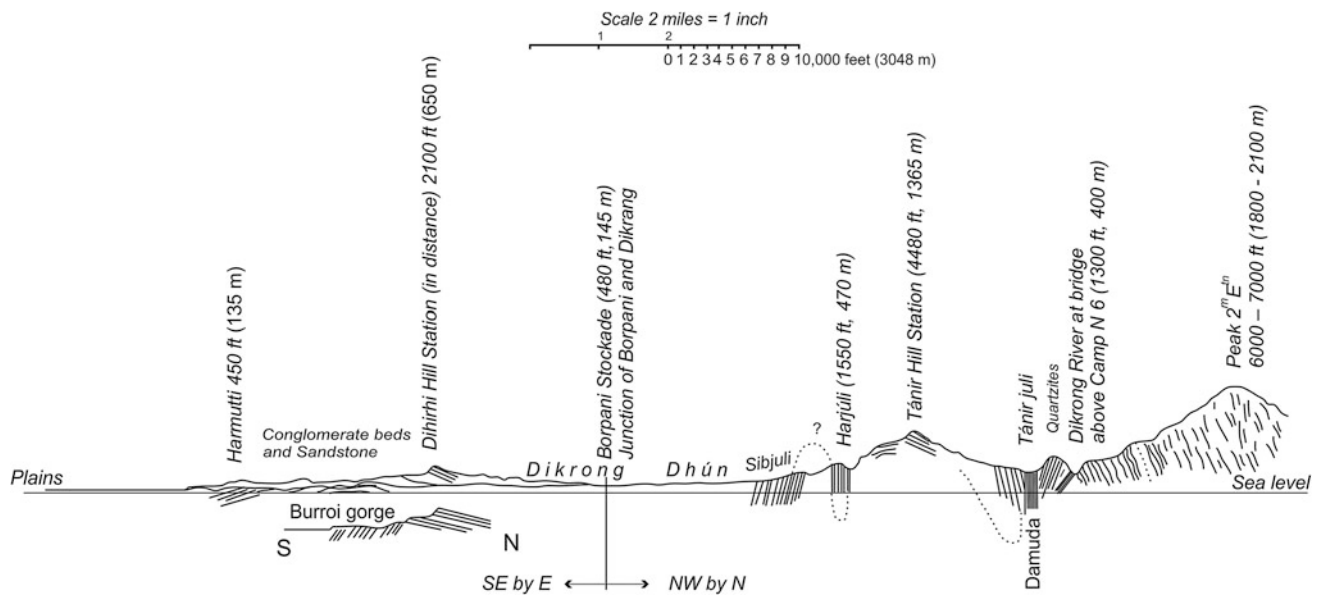 Scale 2 miles = 1 inch
1 2
0 1 2 3 4 5 6 7 8 9 10,000 feet (3048 m)
Harmutti 450 ft (135 m)
Conglomerate beds
and Sandstone
Dihirhi Hill Station (in distance) 2100 ft (650 m)
Borpani Stockade (480 ft,145 m)
Junction of Borpani and Dikrang
Sibjuli
?
Harjúli (1550 ft, 470 m)
Tánir Hill Station (4480 ft, 1365 m)
Tánir juli
Quartzites
Dikrong River at bridge
above Camp N 6 (1300 ft, 400 m)
Peak 2m Etn
6000 – 7000 ft (1800 - 2100 m)
Plains
Dikrong Dhún
Sea level
Burroi gorge
S N
Damuda
SE by E NW by N